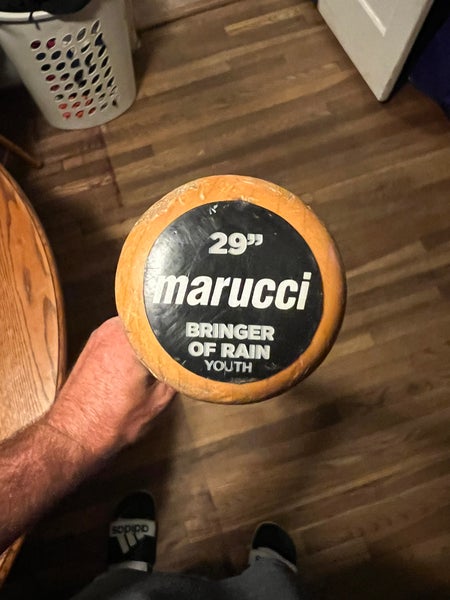 29”
marucci
BRINGER
OF RAIN
YOUTH
adidas